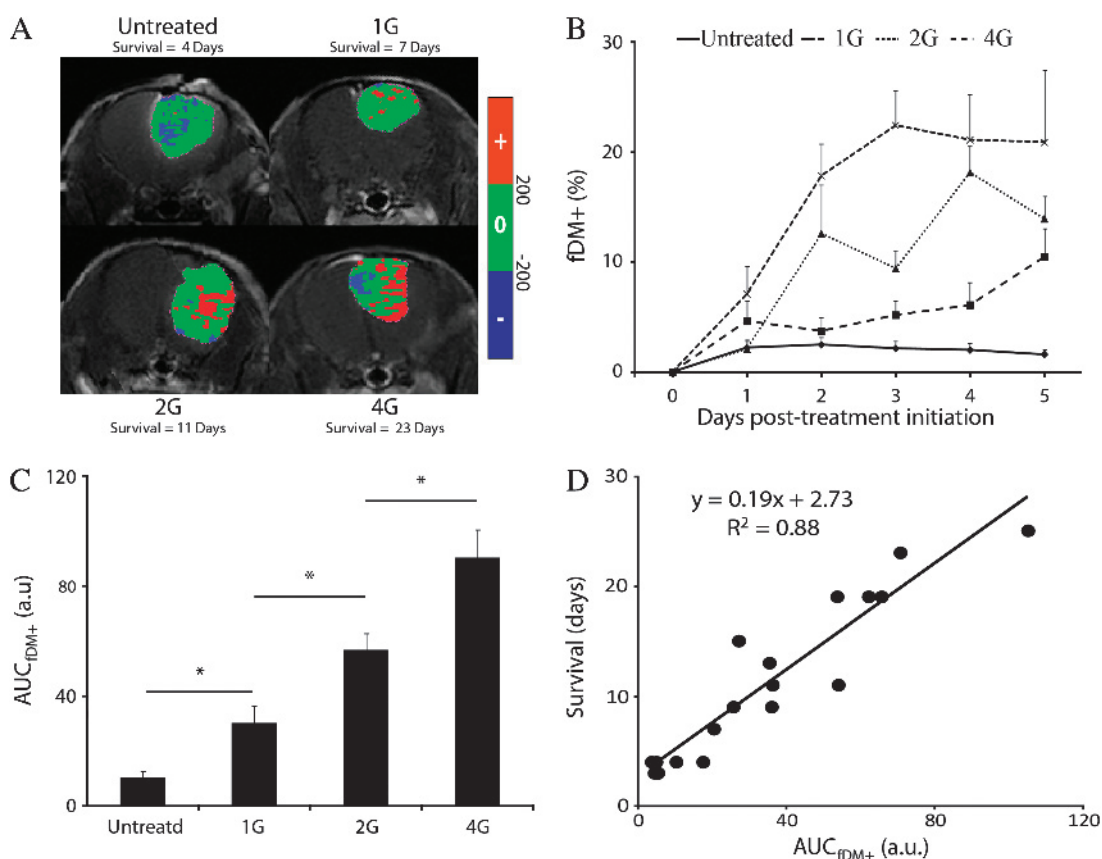 A
Untreated
Survival = 4 Days
1G
Survival = 7 Days
+
200
0
-200
-
2G
Survival = 11 Days
4G
Survival = 23 Days
B
Untreated 1G 2G 4G
30
20
10
0
fDM+ (%)
0 1 2 3 4 5
Days post-treatment initiation
C
120
80
40
0
AUCfDM+ (a.u)
* * *
Untreatd 1G 2G 4G
D
y = 0.19x + 2.73
R² = 0.88
30
20
10
0
Survival (days)
0 40 80 120
AUCfDM+ (a.u.)